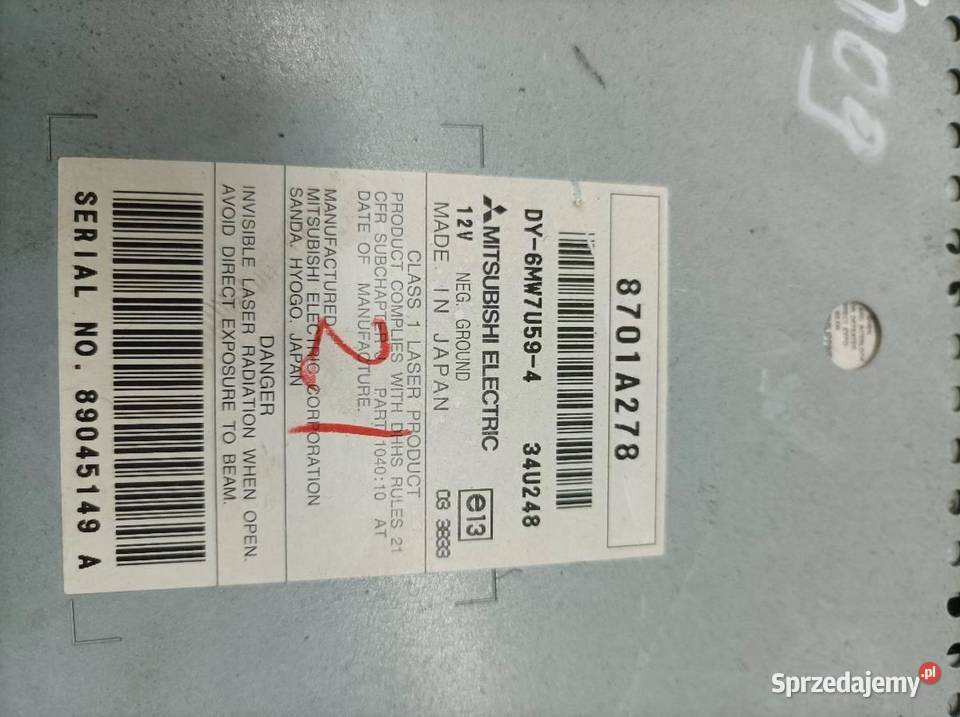 8701A278
DY-6MW7U59-4 34U248
MITSUBISHI ELECTRIC
12V NEG. GROUND e13
MADE IN JAPAN 03 3833
CLASS 1 LASER PRODUCT
PRODUCT COMPLIES WITH DHHS RULES 21
CFR SUBCHAPTER J PART 1040:10 AT
DATE OF MANUFACTURE.
MANUFACTURED
MITSUBISHI ELECTRIC CORPORATION
SANDA. HYOGO. JAPAN
21
DANGER
INVISIBLE LASER RADIATION WHEN OPEN.
AVOID DIRECT EXPOSURE TO BEAM.
SERIAL NO. 89045149 A
Sprzedajemy.pl